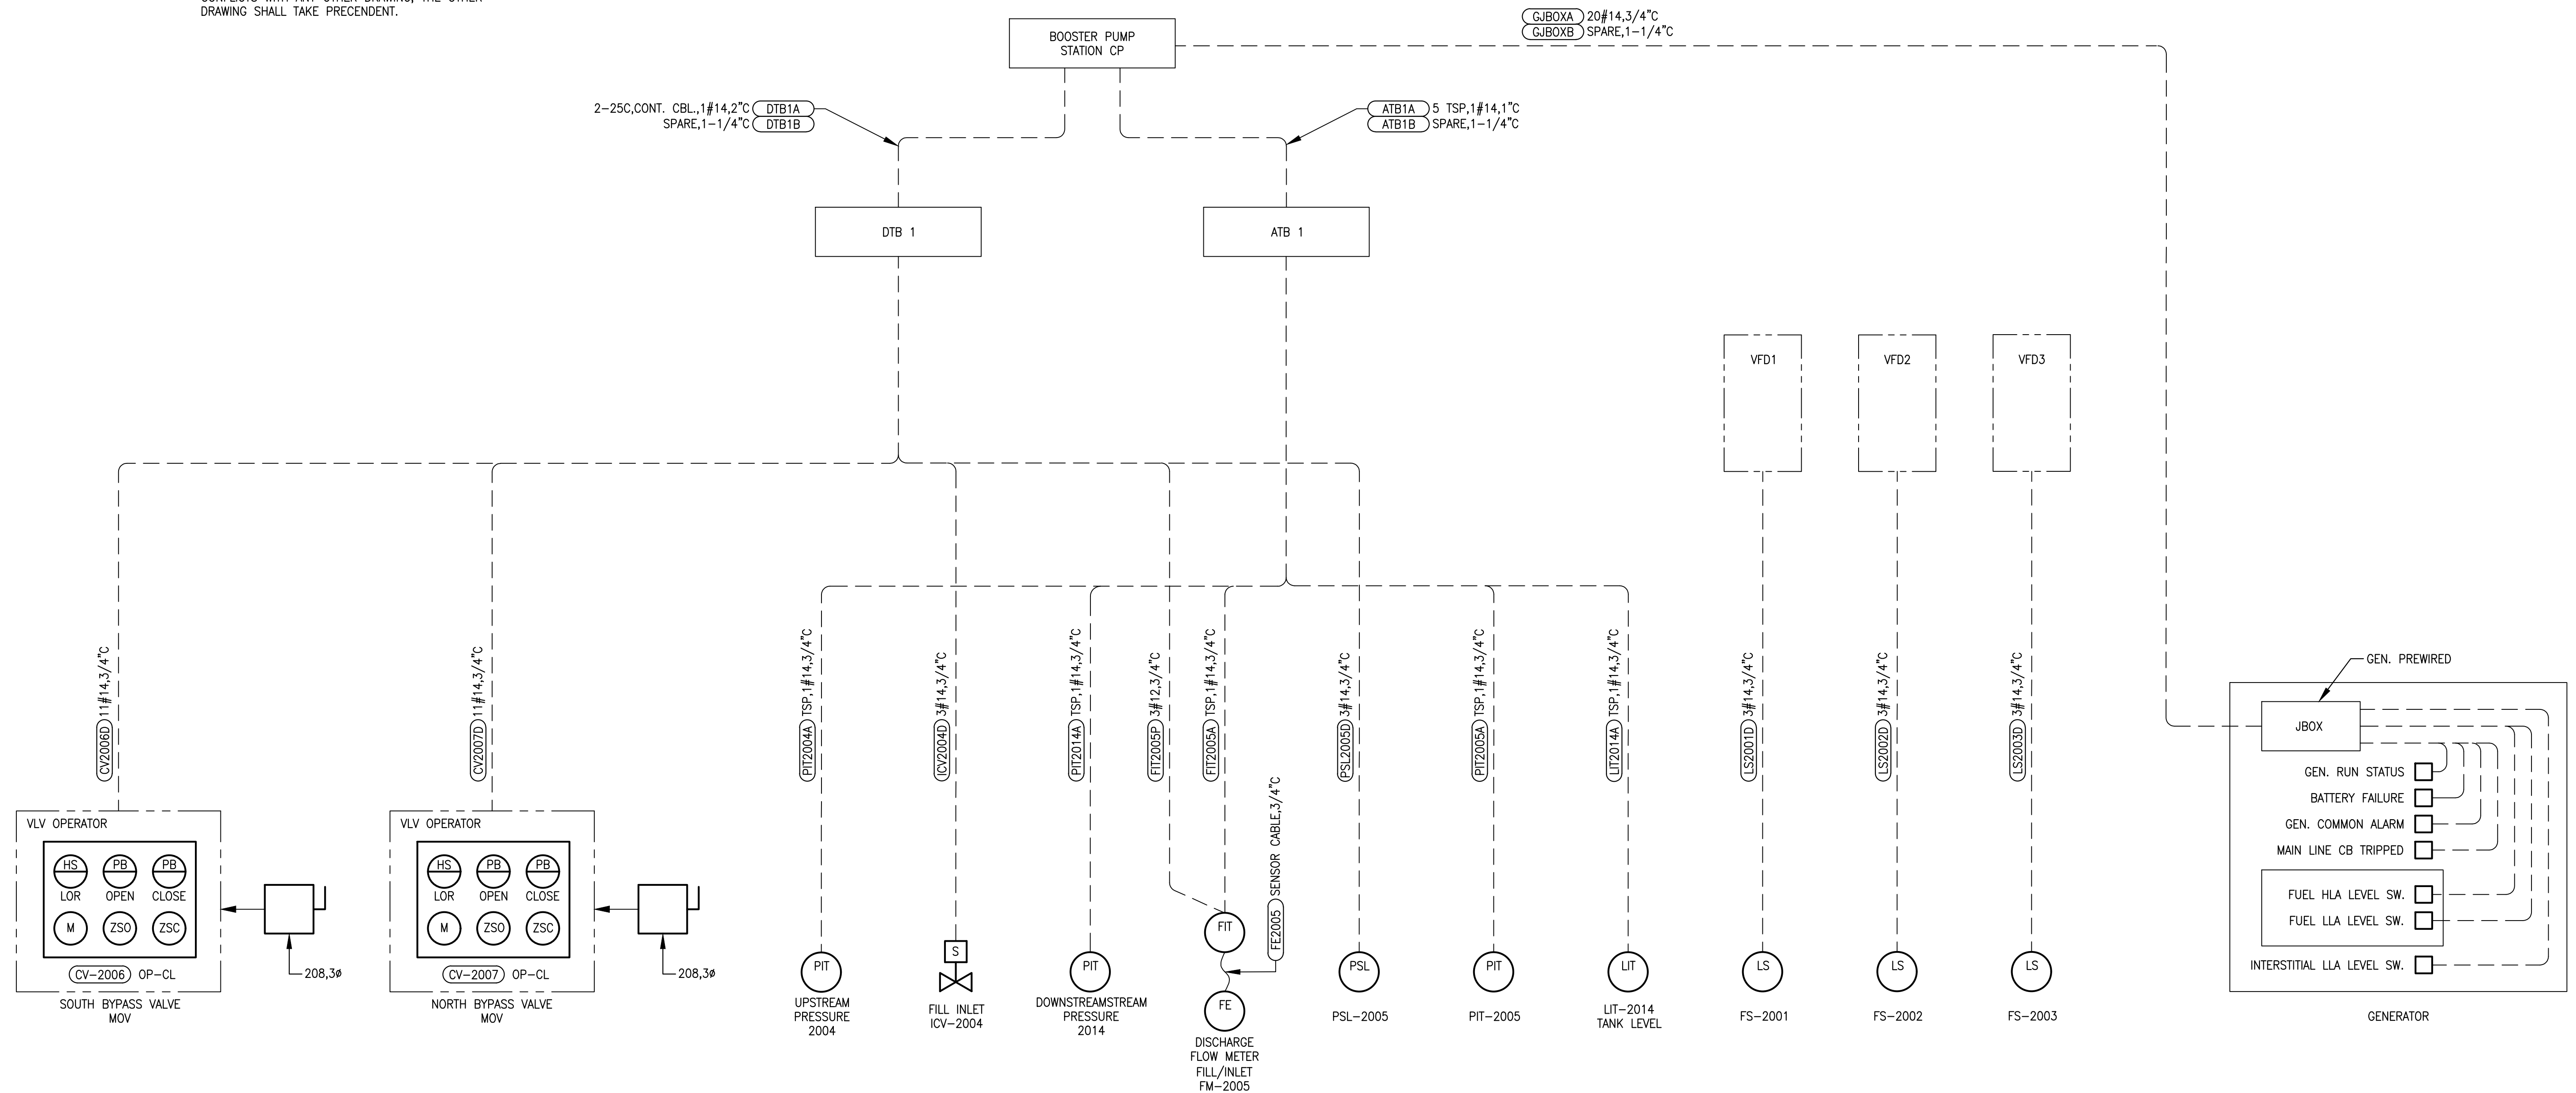 DRAWING SHALL TAKE PRECENDENT.
BOOSTER PUMP
STATION CP
GJBOXA 20#14,3/4"C
GJBOXB SPARE,1-1/4"C
2-25C,CONT. CBL.,1#14,2"C DTB1A
SPARE,1-1/4"C DTB1B
ATB1A 5 TSP,1#14,1"C
ATB1B SPARE,1-1/4"C
DTB 1
ATB 1
VFD1
VFD2
VFD3
CV2006D 11#14,3/4"C
CV2007D 11#14,3/4"C
PIT2004A TSP,1#14,3/4"C
ICV2004D 3#14,3/4"C
PIT2014A TSP,1#14,3/4"C
FIT2005P 3#12,3/4"C
FIT2005A TSP,1#14,3/4"C
FE2005 SENSOR CABLE,3/4"C
PSL2005D 3#14,3/4"C
PIT2005A TSP,1#14,3/4"C
LIT2014A TSP,1#14,3/4"C
LS2001D 3#14,3/4"C
LS2002D 3#14,3/4"C
LS2003D 3#14,3/4"C
VLV OPERATOR
HS PB PB
LOR OPEN CLOSE
M ZSO ZSC
CV-2006 OP-CL
208,3ø
SOUTH BYPASS VALVE
MOV
VLV OPERATOR
HS PB PB
LOR OPEN CLOSE
M ZSO ZSC
CV-2007 OP-CL
208,3ø
NORTH BYPASS VALVE
MOV
PIT
UPSTREAM
PRESSURE
2004
S
FILL INLET
ICV-2004
PIT
DOWNSTREAMSTREAM
PRESSURE
2014
FIT
FE
DISCHARGE
FLOW METER
FILL/INLET
FM-2005
PSL
PSL-2005
PIT
PIT-2005
LIT
LIT-2014
TANK LEVEL
LS
FS-2001
LS
FS-2002
LS
FS-2003
GEN. PREWIRED
JBOX
GEN. RUN STATUS
BATTERY FAILURE
GEN. COMMON ALARM
MAIN LINE CB TRIPPED
FUEL HLA LEVEL SW.
FUEL LLA LEVEL SW.
INTERSTITIAL LLA LEVEL SW.
GENERATOR